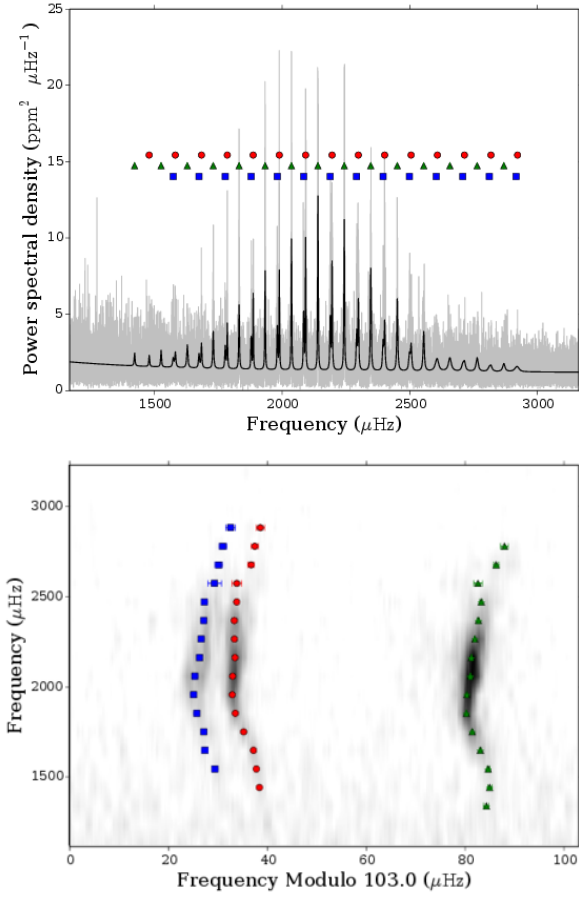 25
20
15
10
5
0
Power spectral density (ppm² μHz⁻¹)
1500 2000 2500 3000
Frequency (μHz)
3000
2500
2000
1500
Frequency (μHz)
0 20 40 60 80 100
Frequency Modulo 103.0 (μHz)